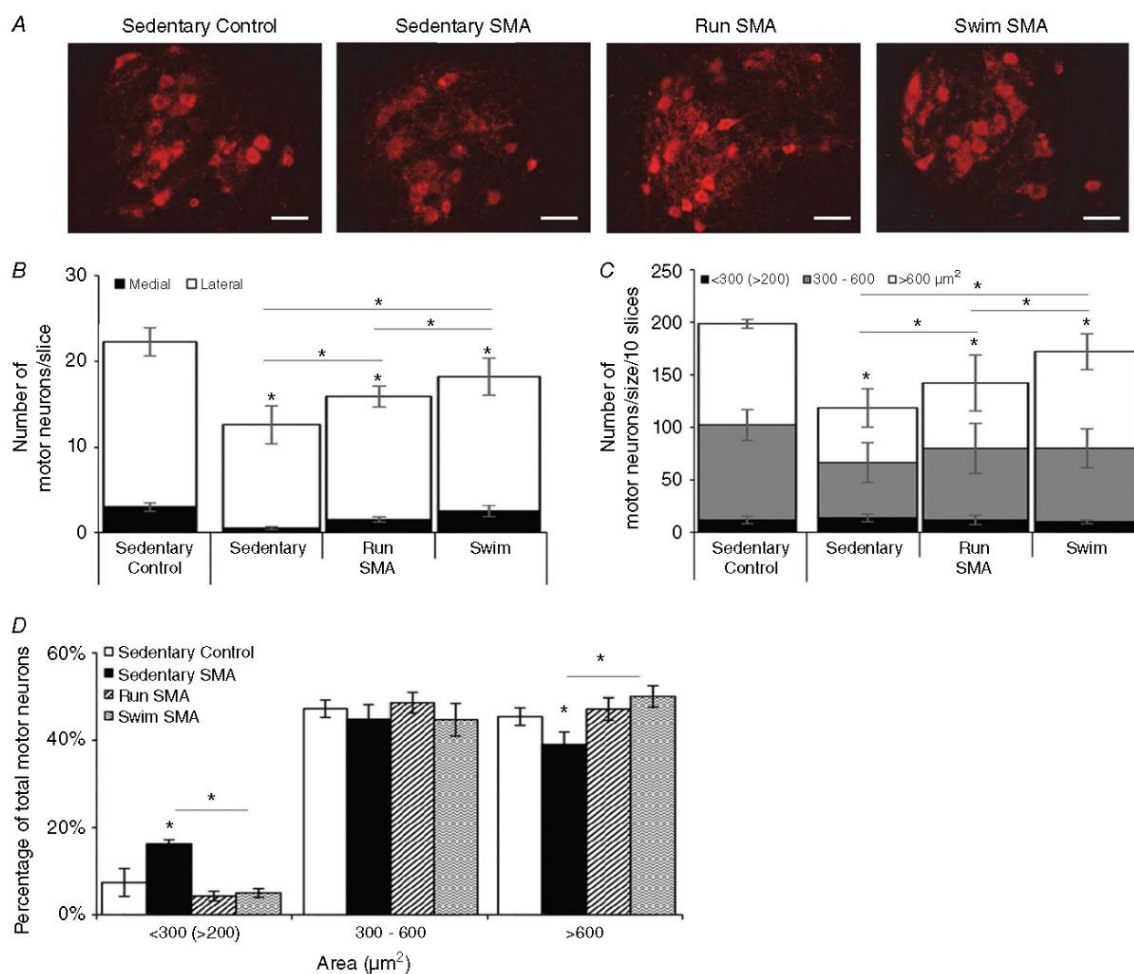 A
Sedentary Control
Sedentary SMA
Run SMA
Swim SMA
B
Medial
Lateral
Number of
motor neurons/slice
30
20
10
0
*
*
*
*
*
*
Sedentary
Control
Sedentary
Run
SMA
Swim
C
<300 (>200)
300 - 600
>600 µm²
Number of
motor neurons/size/10 slices
250
200
150
100
50
0
*
*
*
*
*
*
Sedentary
Control
Sedentary
Run
SMA
Swim
D
Sedentary Control
Sedentary SMA
Run SMA
Swim SMA
Percentage of total motor neurons
60%
40%
20%
0%
*
*
*
*
<300 (>200)
300 - 600
>600
Area (µm²)